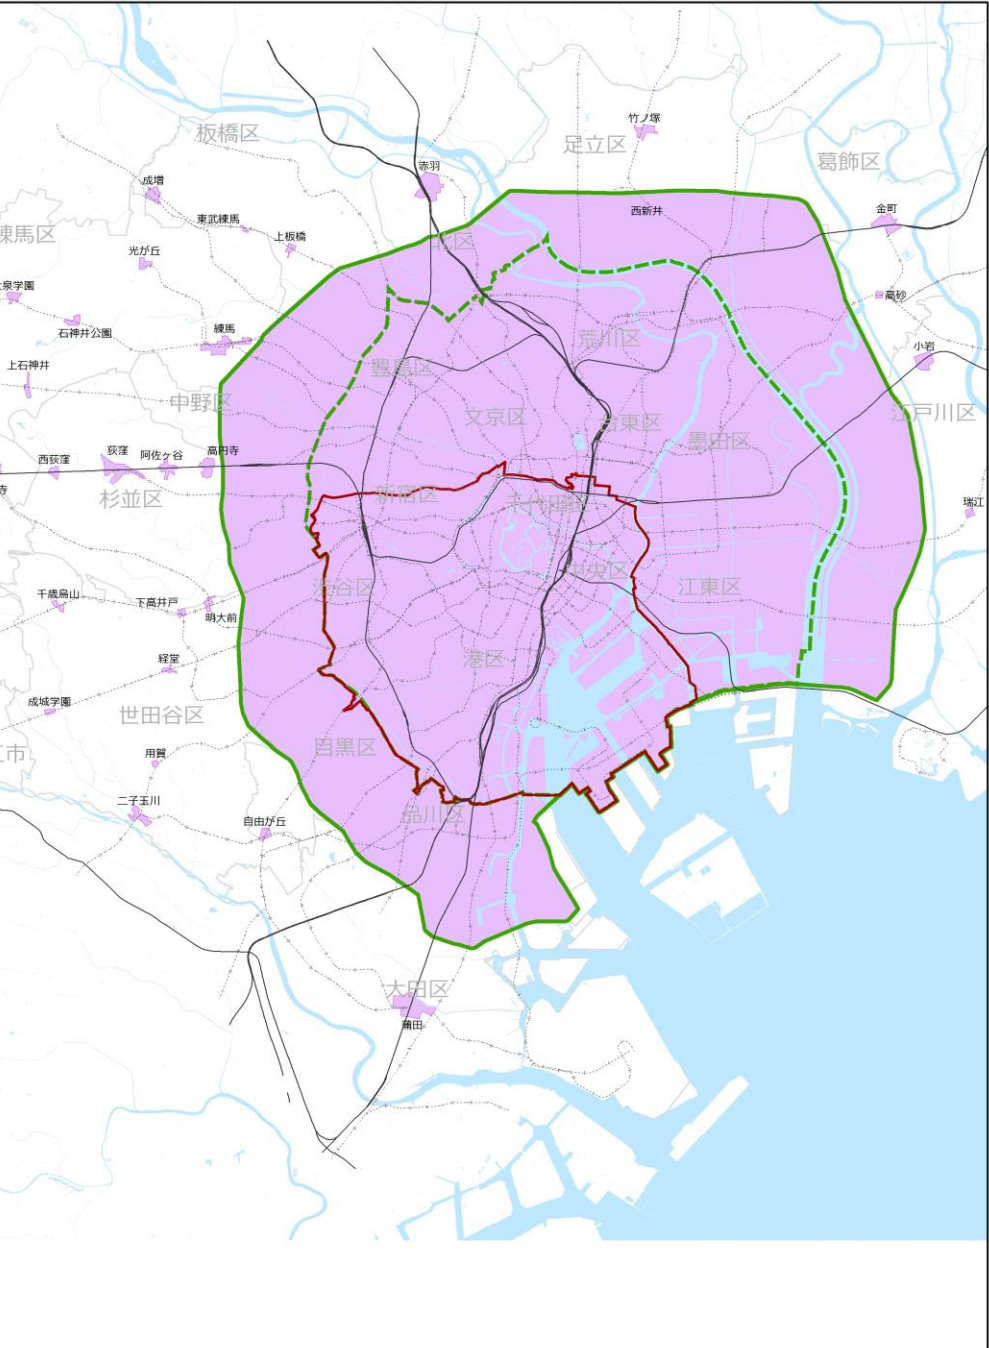 竹ノ塚
板橋区
足立区
葛飾区
赤羽
成増
西新井
金町
東武練馬
練馬区
上板橋
北区
光が丘
泉学園
高砂
石神井公園
練馬
荒川区
小岩
上石神井
豊島区
中野区
文京区
台東区
江戸川区
墨田区
高円寺
荻窪
阿佐ヶ谷
西荻窪
杉並区
新宿区
千代田区
寺
瑞江
中央区
渋谷区
江東区
千歳烏山
下高井戸
明大前
経堂
港区
成城学園
世田谷区
目黒区
江市
用賀
二子玉川
自由が丘
品川区
大田区
蒲田